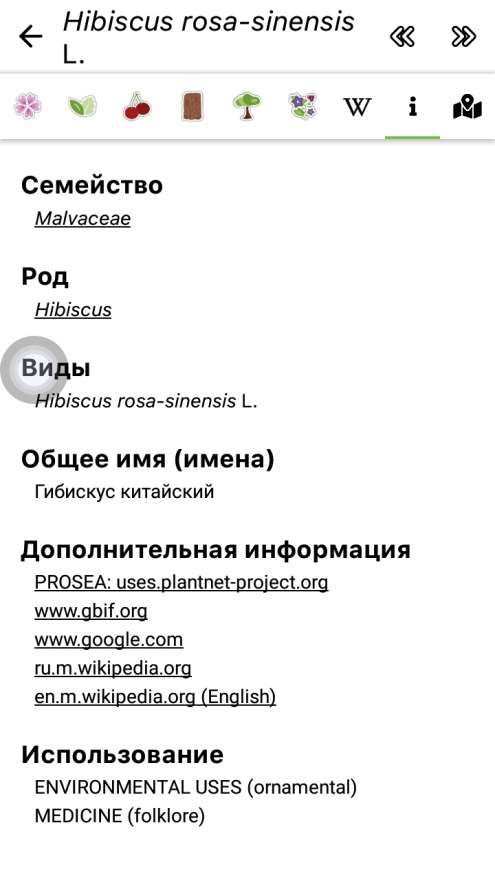 Hibiscus rosa-sinensis
L.
W
i
Семейство
Malvaceae
Род
Hibiscus
Виды
Hibiscus rosa-sinensis L.
Общее имя (имена)
Гибискус китайский
Дополнительная информация
PROSEA: uses.plantnet-project.org
www.gbif.org
www.google.com
ru.m.wikipedia.org
en.m.wikipedia.org (English)
Использование
ENVIRONMENTAL USES (ornamental)
MEDICINE (folklore)